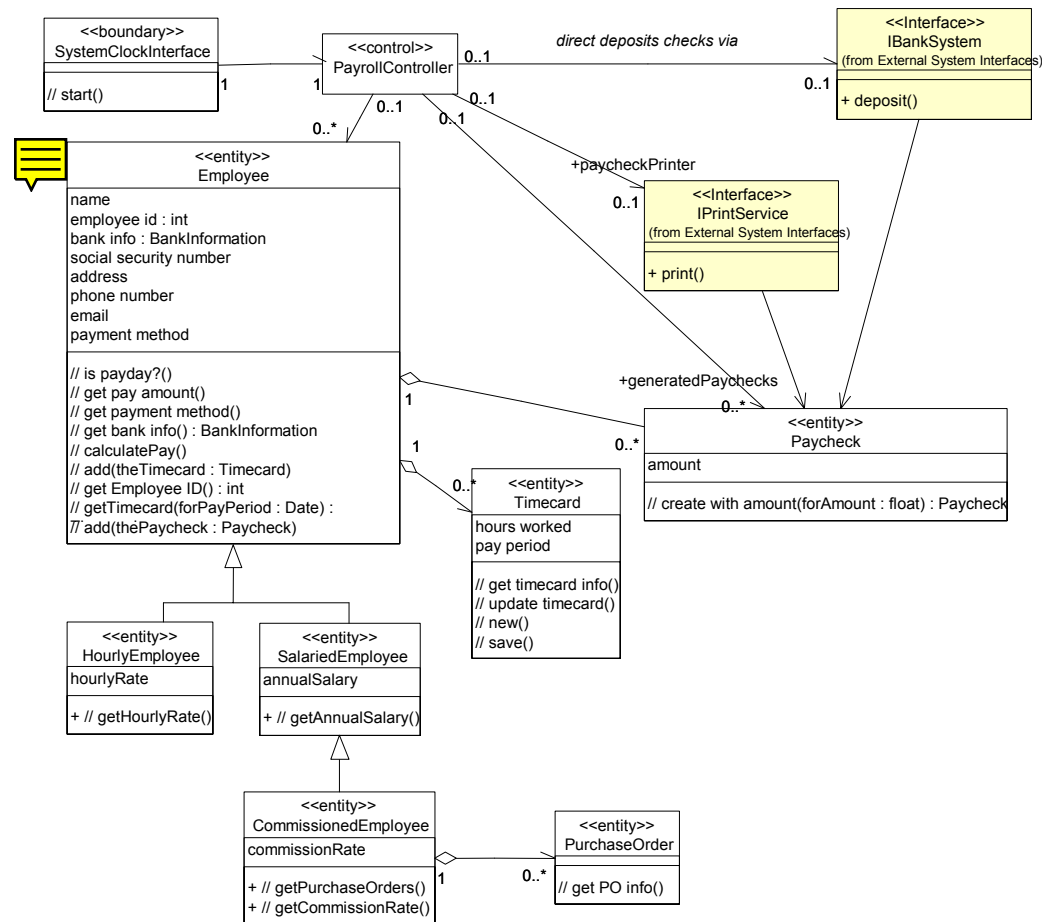 <<boundary>>
SystemClockInterface
// start()
1
1
<<control>>
PayrollController
0..1
direct deposits checks via
0..1
<<Interface>>
IBankSystem
(from External System Interfaces)
+ deposit()
0..1
0..*
0..1
0..1
+paycheckPrinter
0..1
<<Interface>>
IPrintService
(from External System Interfaces)
+ print()
<<entity>>
Employee
name
employee id : int
bank info : BankInformation
social security number
address
phone number
email
payment method
// is payday?()
// get pay amount()
// get payment method()
// get bank info() : BankInformation
// calculatePay()
// add(theTimecard : Timecard)
// get Employee ID() : int
// getTimecard(forPayPeriod : Date) :
// add(thePaycheck : Paycheck)
1
0..*
1
0..*
+generatedPaychecks
0..*
<<entity>>
Paycheck
amount
// create with amount(forAmount : float) : Paycheck
<<entity>>
Timecard
hours worked
pay period
// get timecard info()
// update timecard()
// new()
// save()
<<entity>>
HourlyEmployee
hourlyRate
+ // getHourlyRate()
<<entity>>
SalariedEmployee
annualSalary
+ // getAnnualSalary()
<<entity>>
CommissionedEmployee
commissionRate
+ // getPurchaseOrders()
+ // getCommissionRate()
1
0..*
<<entity>>
PurchaseOrder
// get PO info()